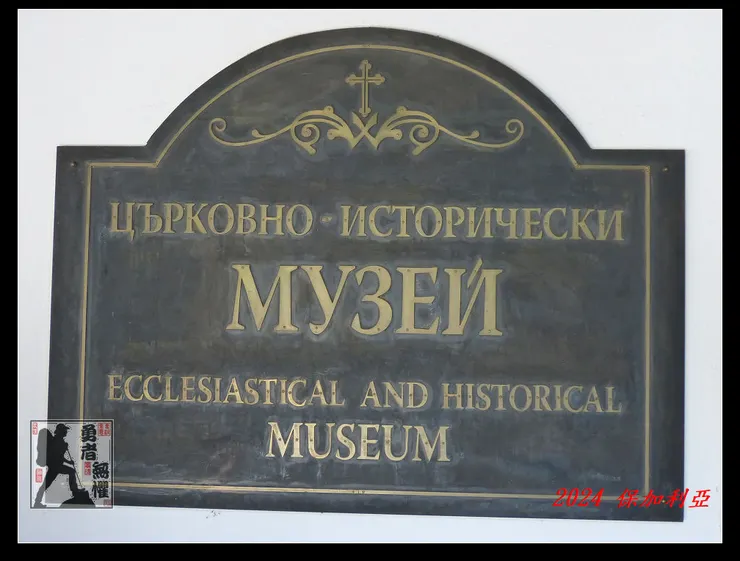 ЦЪРКОВНО - ИСТОРИЧЕСКИ
МУЗЕЙ
ECCLESIASTICAL AND HISTORICAL
MUSEUM
勇者無懼
2024 保加利亞